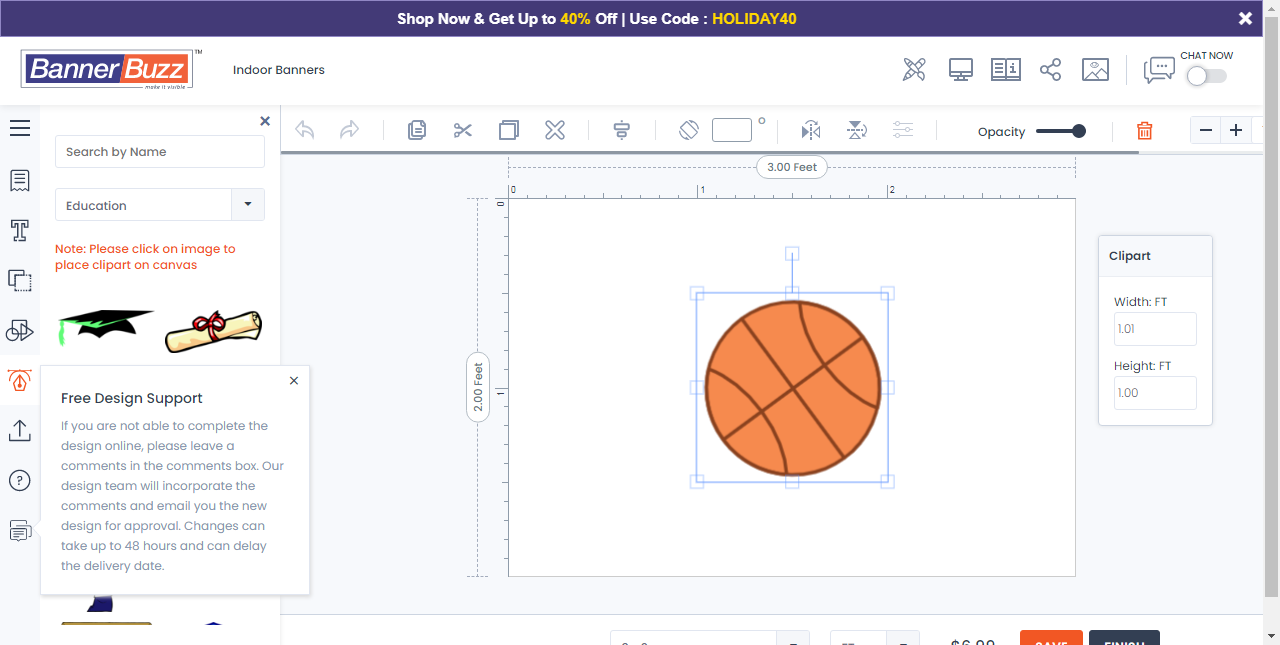 Shop Now & Get Up to 40% Off | Use Code : HOLIDAY40
BannerBuzz™
make it visible
Indoor Banners
CHAT NOW
Search by Name
Opacity
3.00 Feet
Education
0
1
2
Note: Please click on image to
place clipart on canvas
0
Clipart
Width: FT
1.01
Height: FT
1.00
2.00 Feet
1
Free Design Support
If you are not able to complete the
design online, please leave a
comments in the comments box. Our
design team will incorporate the
comments and email you the new
design for approval. Changes can
take up to 48 hours and can delay
the delivery date.
SAVE
FINISH